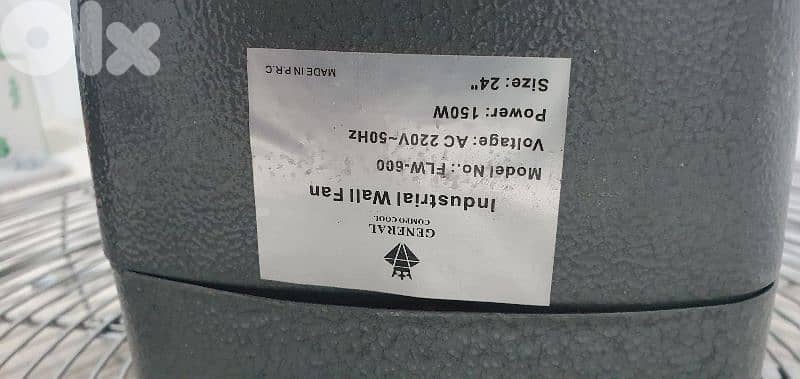 olx
GENERAL
COMPO COOL
Industrial Wall Fan
Model No.: FLW-600
Voltage: AC 220V~50Hz
Power: 150W
Size: 24"
MADE IN P.R.C